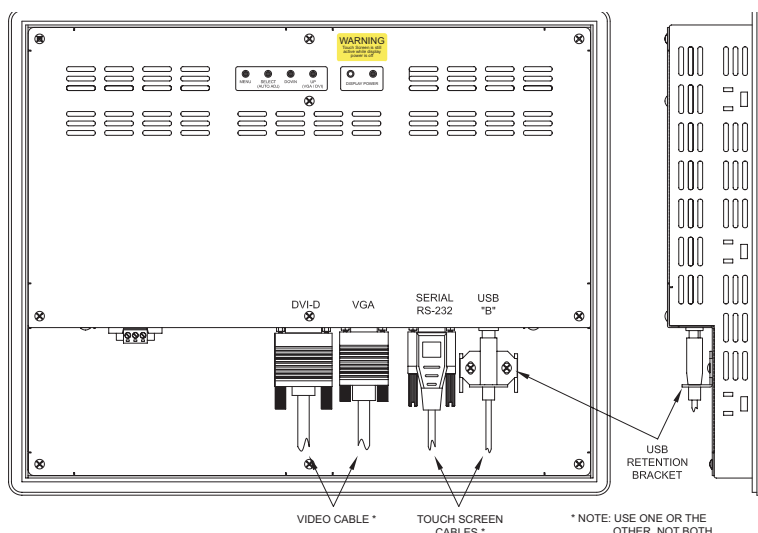 WARNING
Touch Screen is still
active while display
power is off
MENU
SELECT
(AUTO ADJ)
DOWN
UP
(VGA / DVI)
DISPLAY POWER
DVI-D
VGA
SERIAL
RS-232
USB
"B"
USB
RETENTION
BRACKET
VIDEO CABLE *
TOUCH SCREEN
CABLES *
* NOTE: USE ONE OR THE
OTHER, NOT BOTH